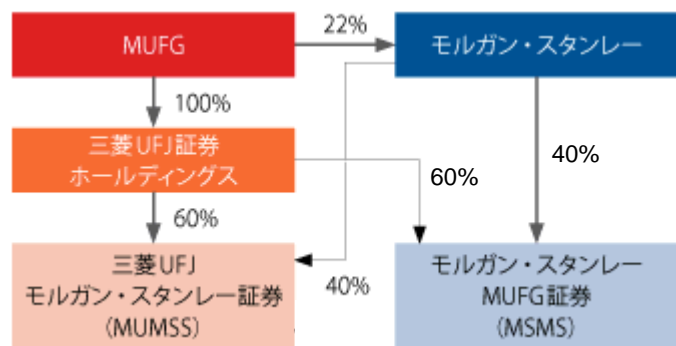 MUFG
22%
モルガン・スタンレー
100%
三菱UFJ証券
ホールディングス
60%
40%
60%
三菱UFJ
モルガン・スタンレー証券
(MUMSS)
40%
モルガン・スタンレー
MUFG証券
(MSMS)